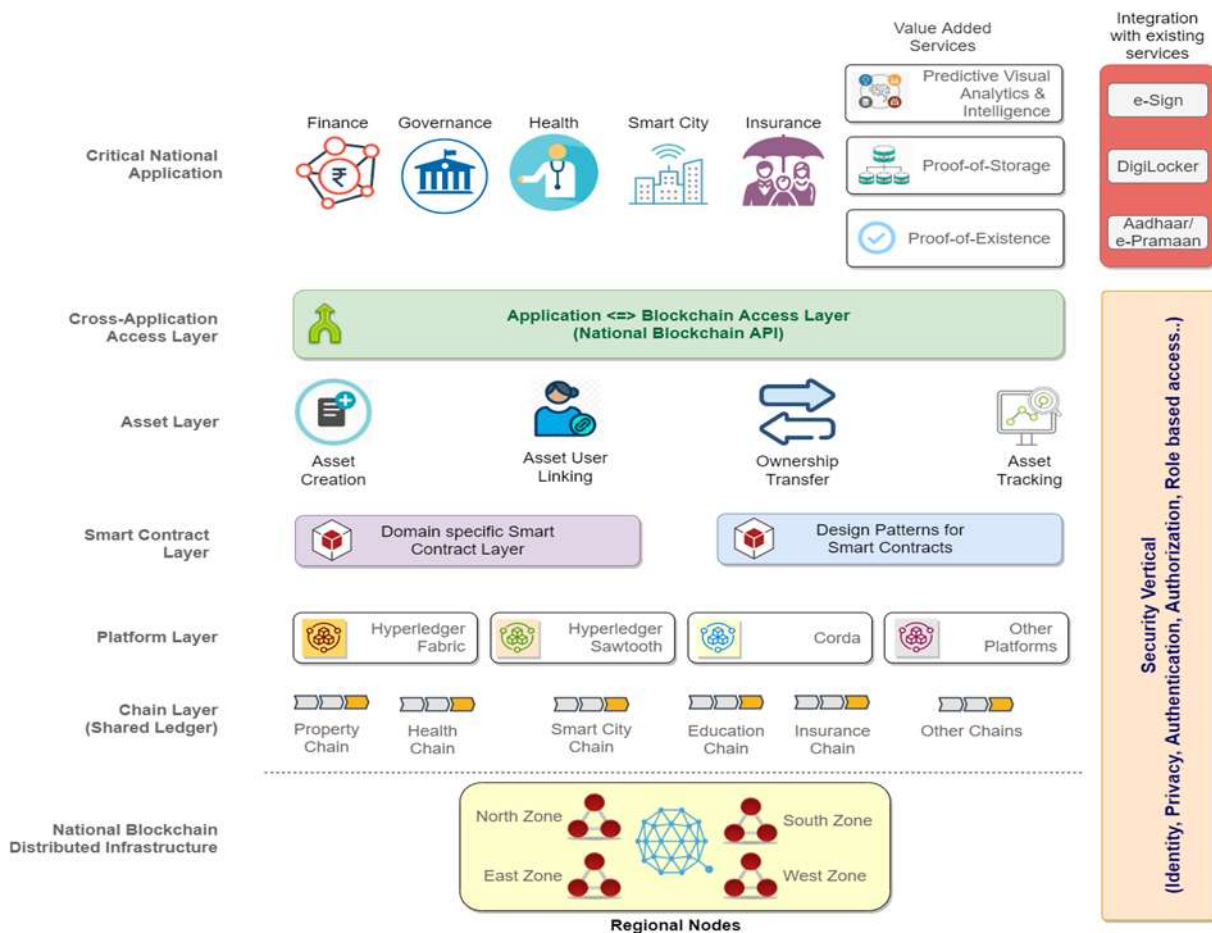 Value Added
Services
Integration
with existing
services
Critical National
Application
Finance
Governance
Health
Smart City
Insurance
Predictive Visual
Analytics &
Intelligence
Proof-of-Storage
Proof-of-Existence
e-Sign
DigiLocker
Aadhaar/
e-Pramaan
Cross-Application
Access Layer
Application <=> Blockchain Access Layer
(National Blockchain API)
Asset Layer
Asset
Creation
Asset User
Linking
Ownership
Transfer
Asset
Tracking
Smart Contract
Layer
Domain specific Smart
Contract Layer
Design Patterns for
Smart Contracts
Platform Layer
Hyperledger
Fabric
Hyperledger
Sawtooth
Corda
Other
Platforms
Chain Layer
(Shared Ledger)
Property
Chain
Health
Chain
Smart City
Chain
Education
Chain
Insurance
Chain
Other Chains
National Blockchain
Distributed Infrastructure
North Zone
South Zone
East Zone
West Zone
Regional Nodes
Security Vertical
(Identity, Privacy, Authentication, Authorization, Role based access..)
₹